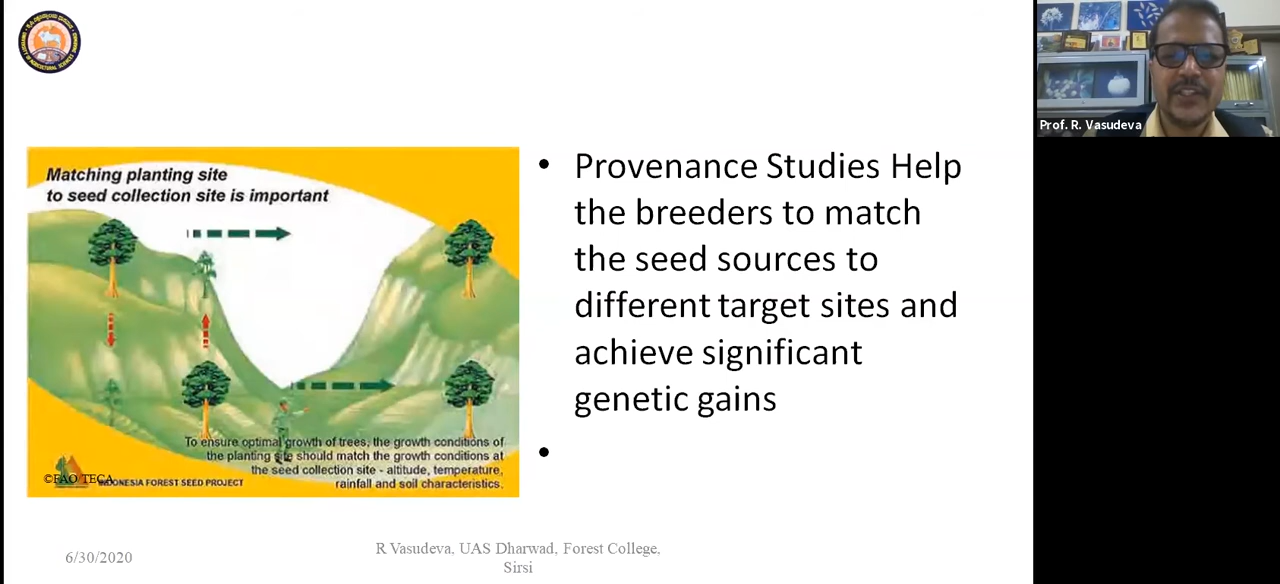 Prof. R. Vasudeva
Matching planting site
to seed collection site is important
To ensure optimal growth of trees, the growth conditions of
the planting site should match the growth conditions at
the seed collection site - altitude, temperature,
rainfall and soil characteristics.
©FAO/TECA
INDONESIA FOREST SEED PROJECT
• Provenance Studies Help
the breeders to match
the seed sources to
different target sites and
achieve significant
genetic gains
•
6/30/2020
R Vasudeva, UAS Dharwad, Forest College,
Sirsi